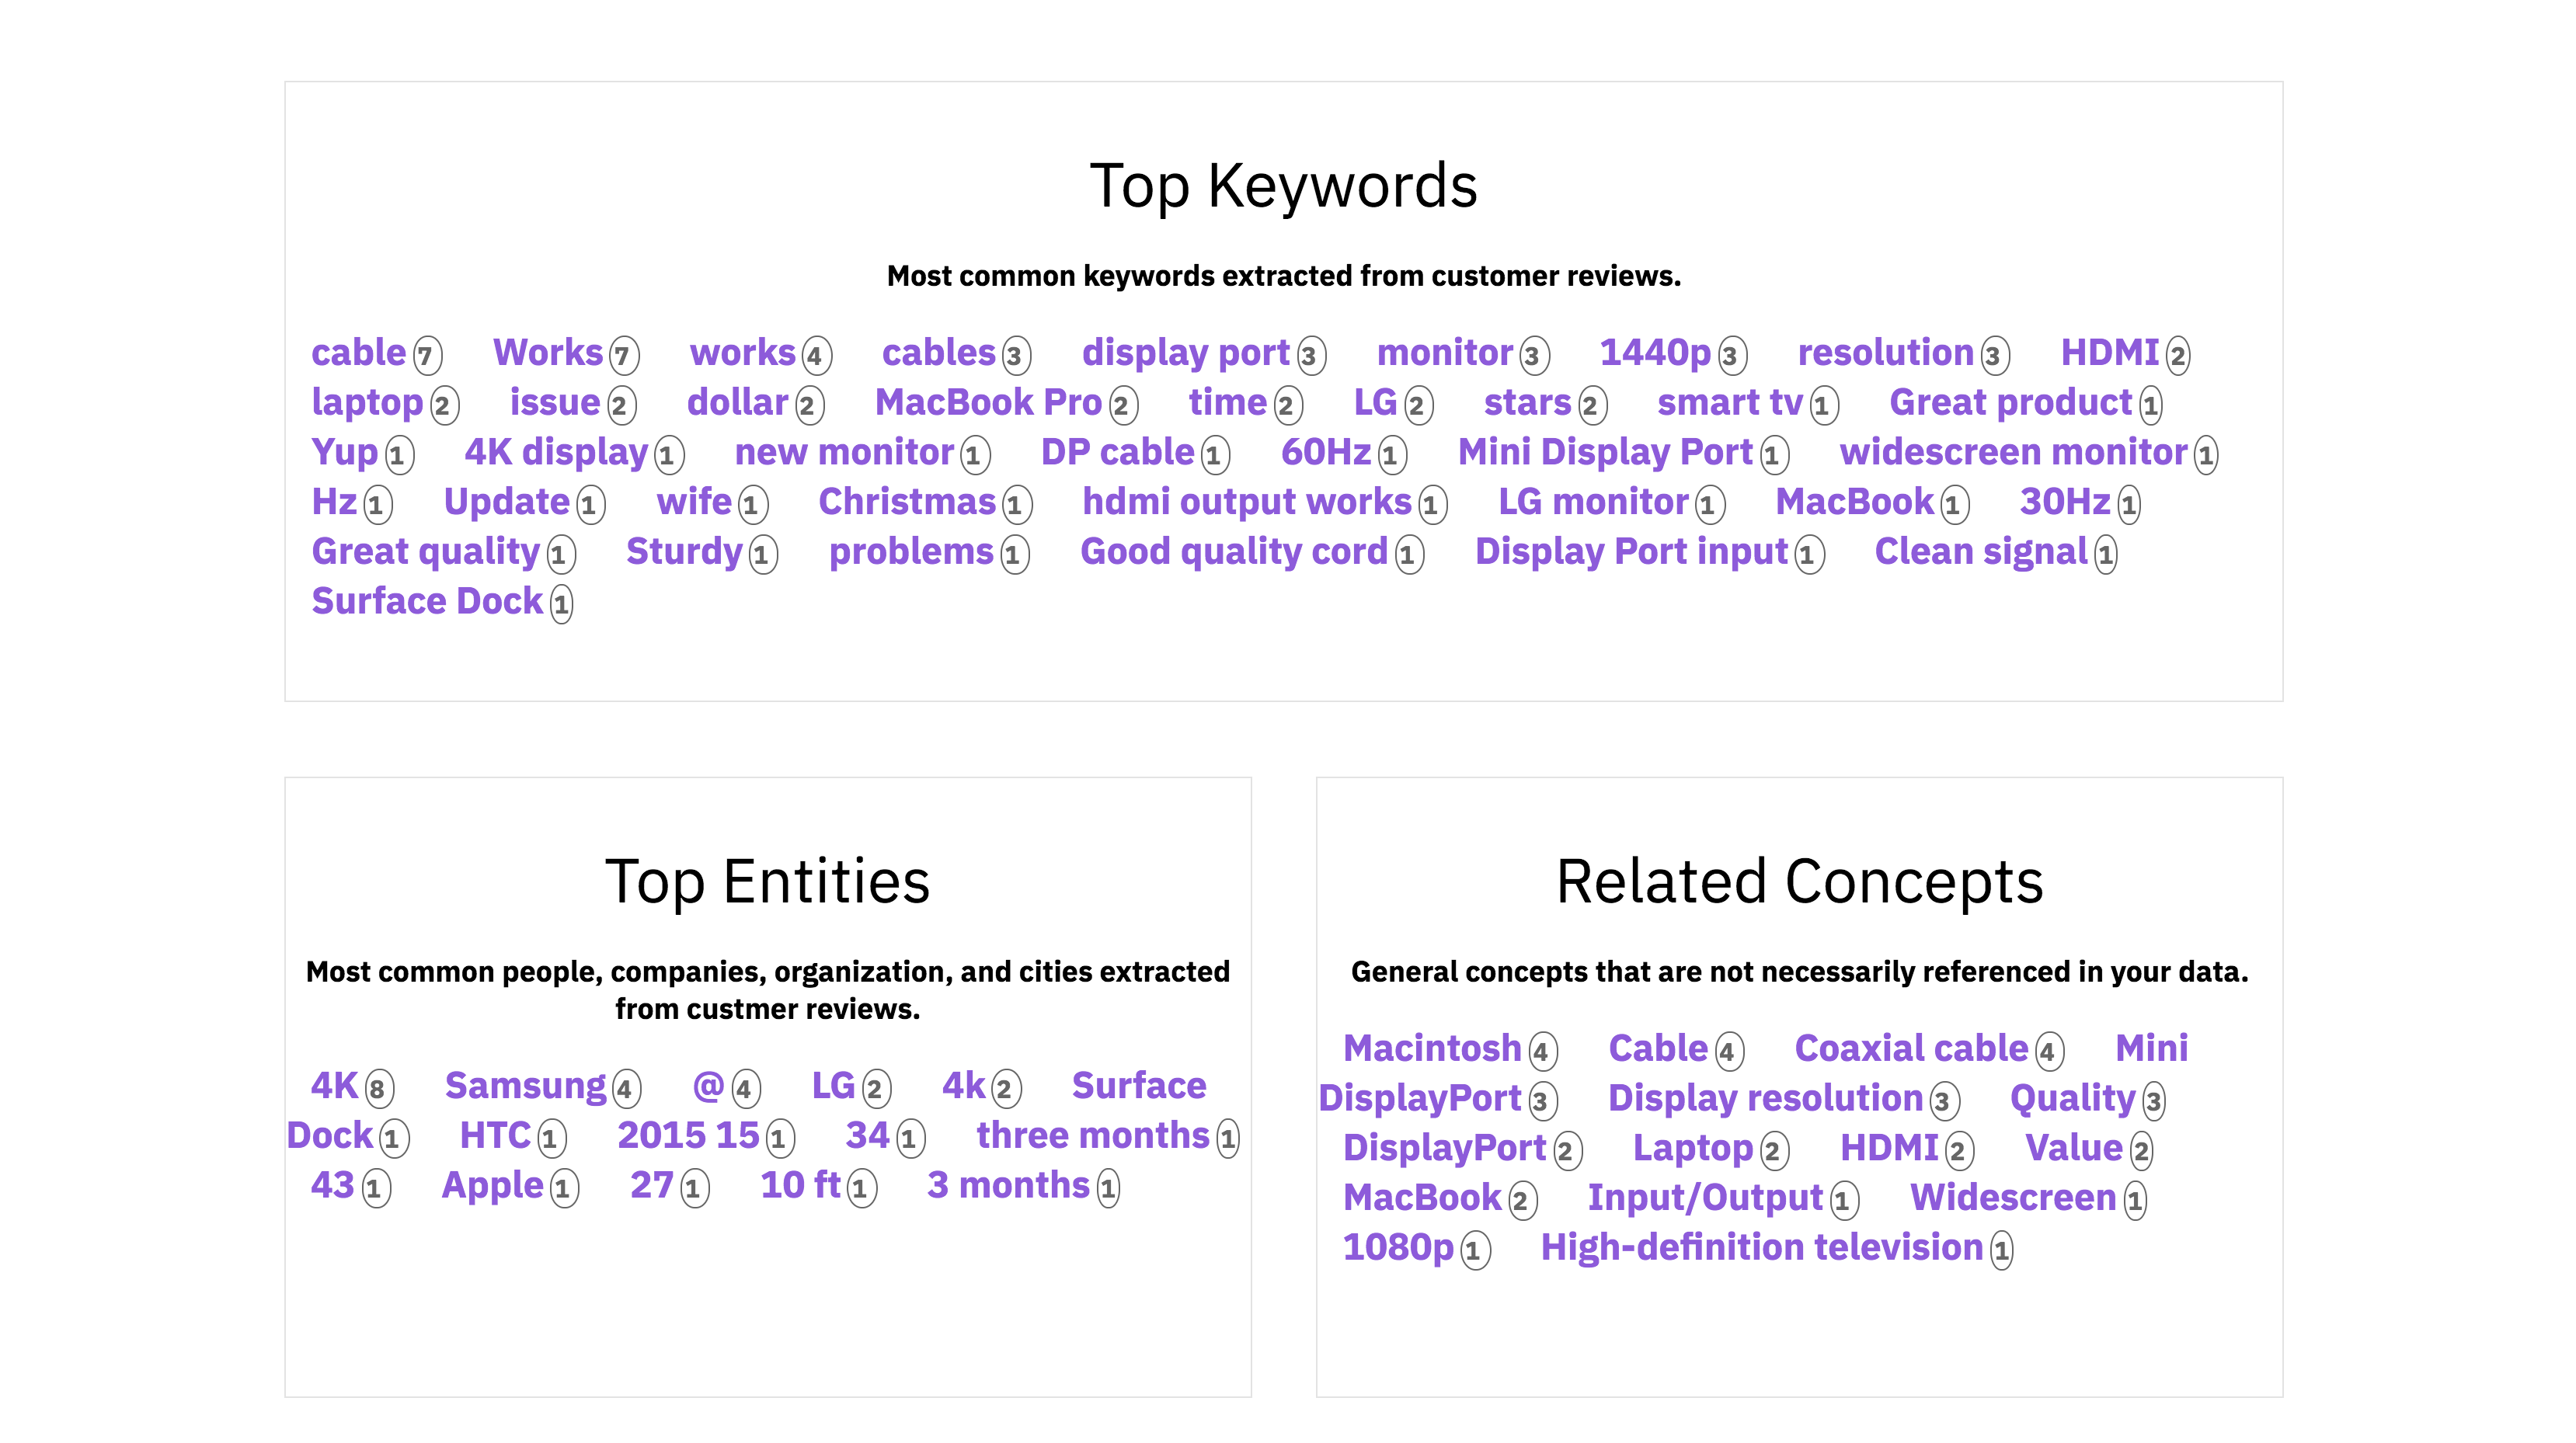 Top Keywords
Most common keywords extracted from customer reviews.
cable 7 Works 7 works 4 cables 3 display port 3 monitor 3 1440p 3 resolution 3 HDMI 2
laptop 2 issue 2 dollar 2 MacBook Pro 2 time 2 LG 2 stars 2 smart tv 1 Great product 1
Yup 1 4K display 1 new monitor 1 DP cable 1 60Hz 1 Mini Display Port 1 widescreen monitor 1
Hz 1 Update 1 wife 1 Christmas 1 hdmi output works 1 LG monitor 1 MacBook 1 30Hz 1
Great quality 1 Sturdy 1 problems 1 Good quality cord 1 Display Port input 1 Clean signal 1
Surface Dock 1
Top Entities
Most common people, companies, organization, and cities extracted
from custmer reviews.
4K 8 Samsung 4 @ 4 LG 2 4k 2 Surface
Dock 1 HTC 1 2015 15 1 34 1 three months 1
43 1 Apple 1 27 1 10 ft 1 3 months 1
Related Concepts
General concepts that are not necessarily referenced in your data.
Macintosh 4 Cable 4 Coaxial cable 4 Mini
DisplayPort 3 Display resolution 3 Quality 3
DisplayPort 2 Laptop 2 HDMI 2 Value 2
MacBook 2 Input/Output 1 Widescreen 1
1080p 1 High-definition television 1